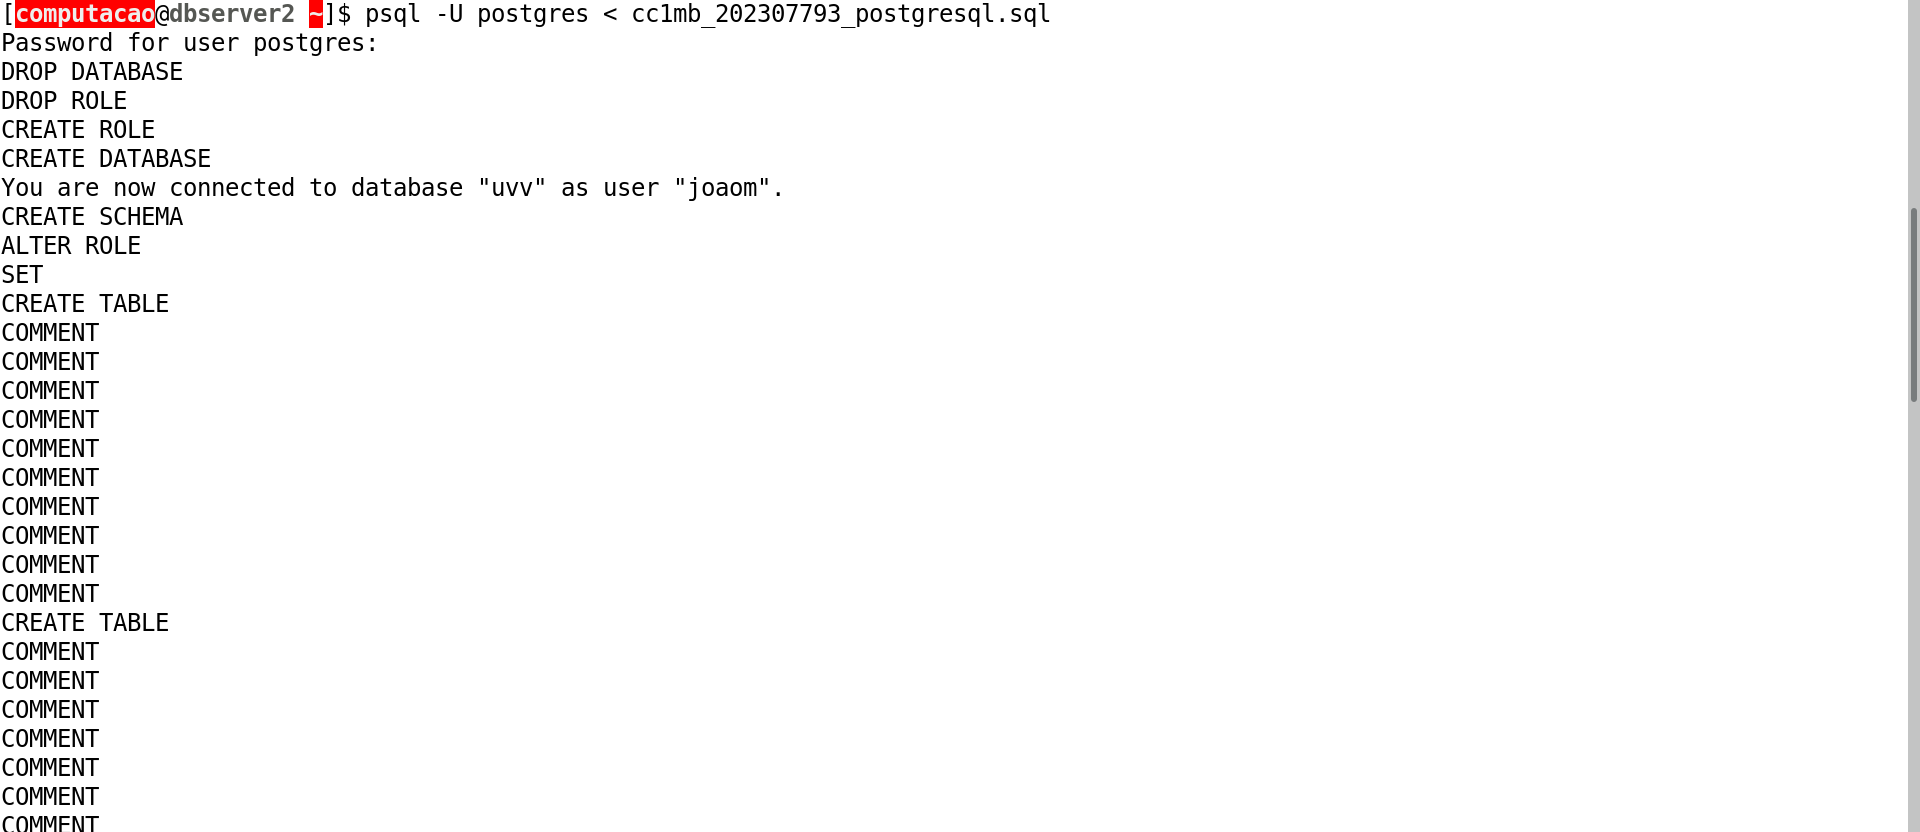 [computacao@dbserver2 ~]$ psql -U postgres < cc1mb_202307793_postgresql.sql
Password for user postgres:
DROP DATABASE
DROP ROLE
CREATE ROLE
CREATE DATABASE
You are now connected to database "uvv" as user "joaom".
CREATE SCHEMA
ALTER ROLE
SET
CREATE TABLE
COMMENT
COMMENT
COMMENT
COMMENT
COMMENT
COMMENT
COMMENT
COMMENT
COMMENT
COMMENT
CREATE TABLE
COMMENT
COMMENT
COMMENT
COMMENT
COMMENT
COMMENT
COMMENT